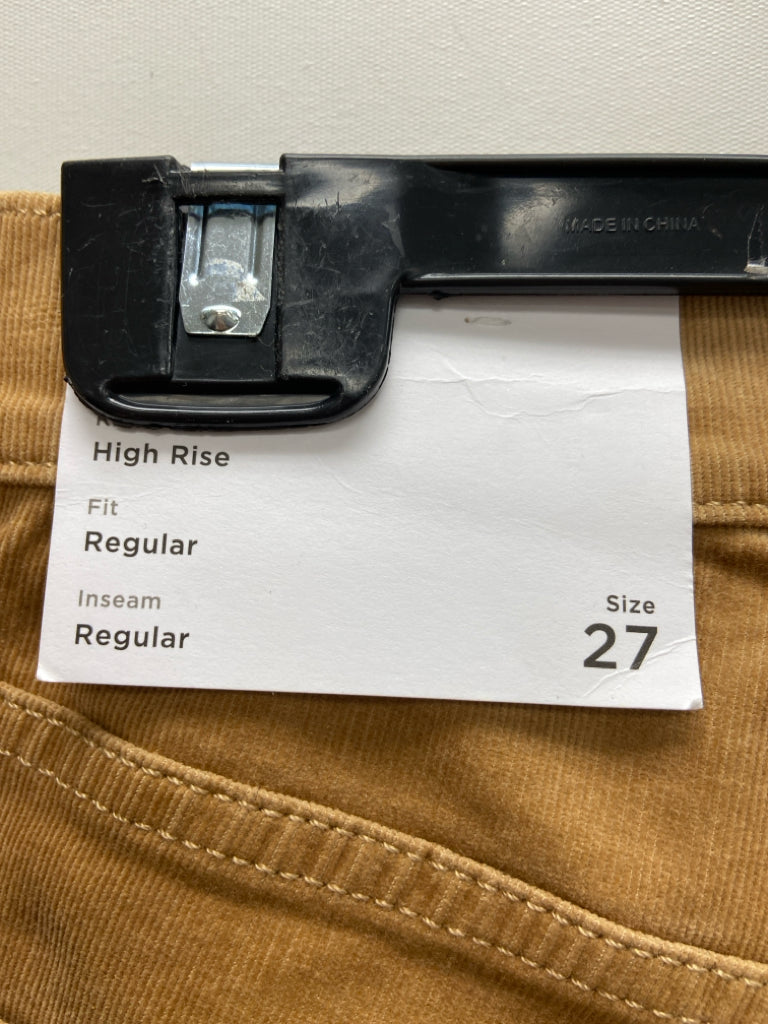 MADE IN CHINA
High Rise
Fit
Regular
Inseam
Regular
Size
27